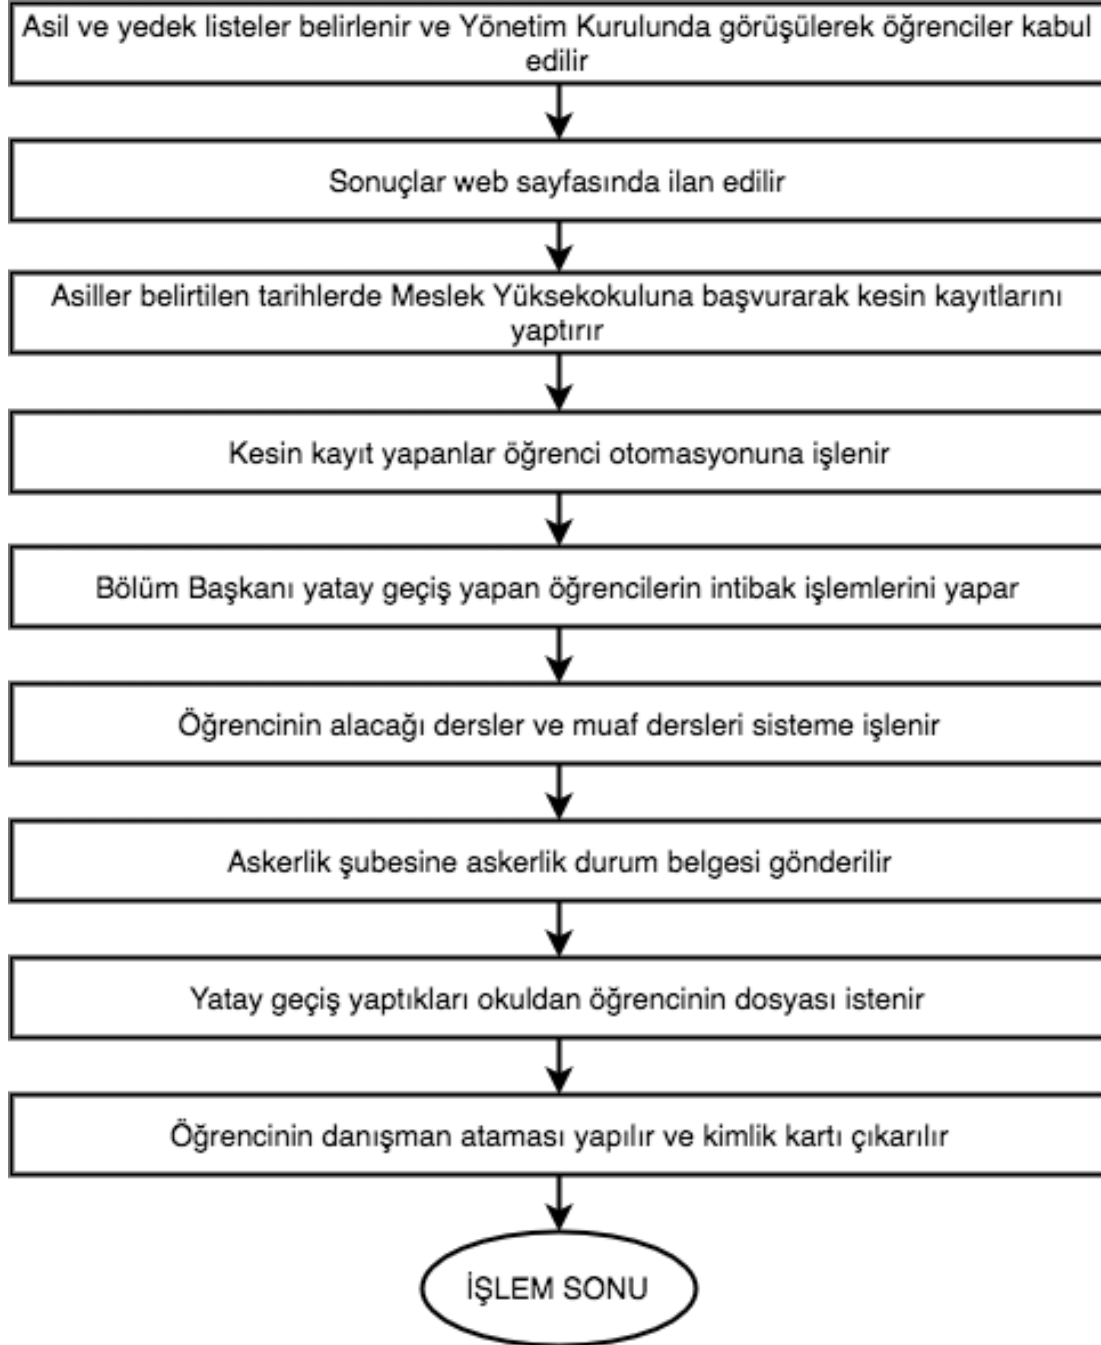 Asil ve yedek listeler belirlenir ve Yönetim Kurulunda görüşülerek öğrenciler kabul
edilir
Sonuçlar web sayfasında ilan edilir
Asiller belirtilen tarihlerde Meslek Yüksekokuluna başvurarak kesin kayıtlarını
yaptırır
Kesin kayıt yapanlar öğrenci otomasyonuna işlenir
Bölüm Başkanı yatay geçiş yapan öğrencilerin intibak işlemlerini yapar
Öğrencinin alacağı dersler ve muaf dersleri sisteme işlenir
Askerlik şubesine askerlik durum belgesi gönderilir
Yatay geçiş yaptıkları okuldan öğrencinin dosyası istenir
Öğrencinin danışman ataması yapılır ve kimlik kartı çıkarılır
İŞLEM SONU